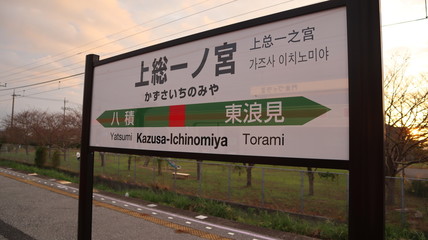 上総一ノ宮
上总一之宫
かずさいちのみや
가즈사 이치노미야
八積
東浪見
Yatsumi
Kazusa-Ichinomiya
Torami